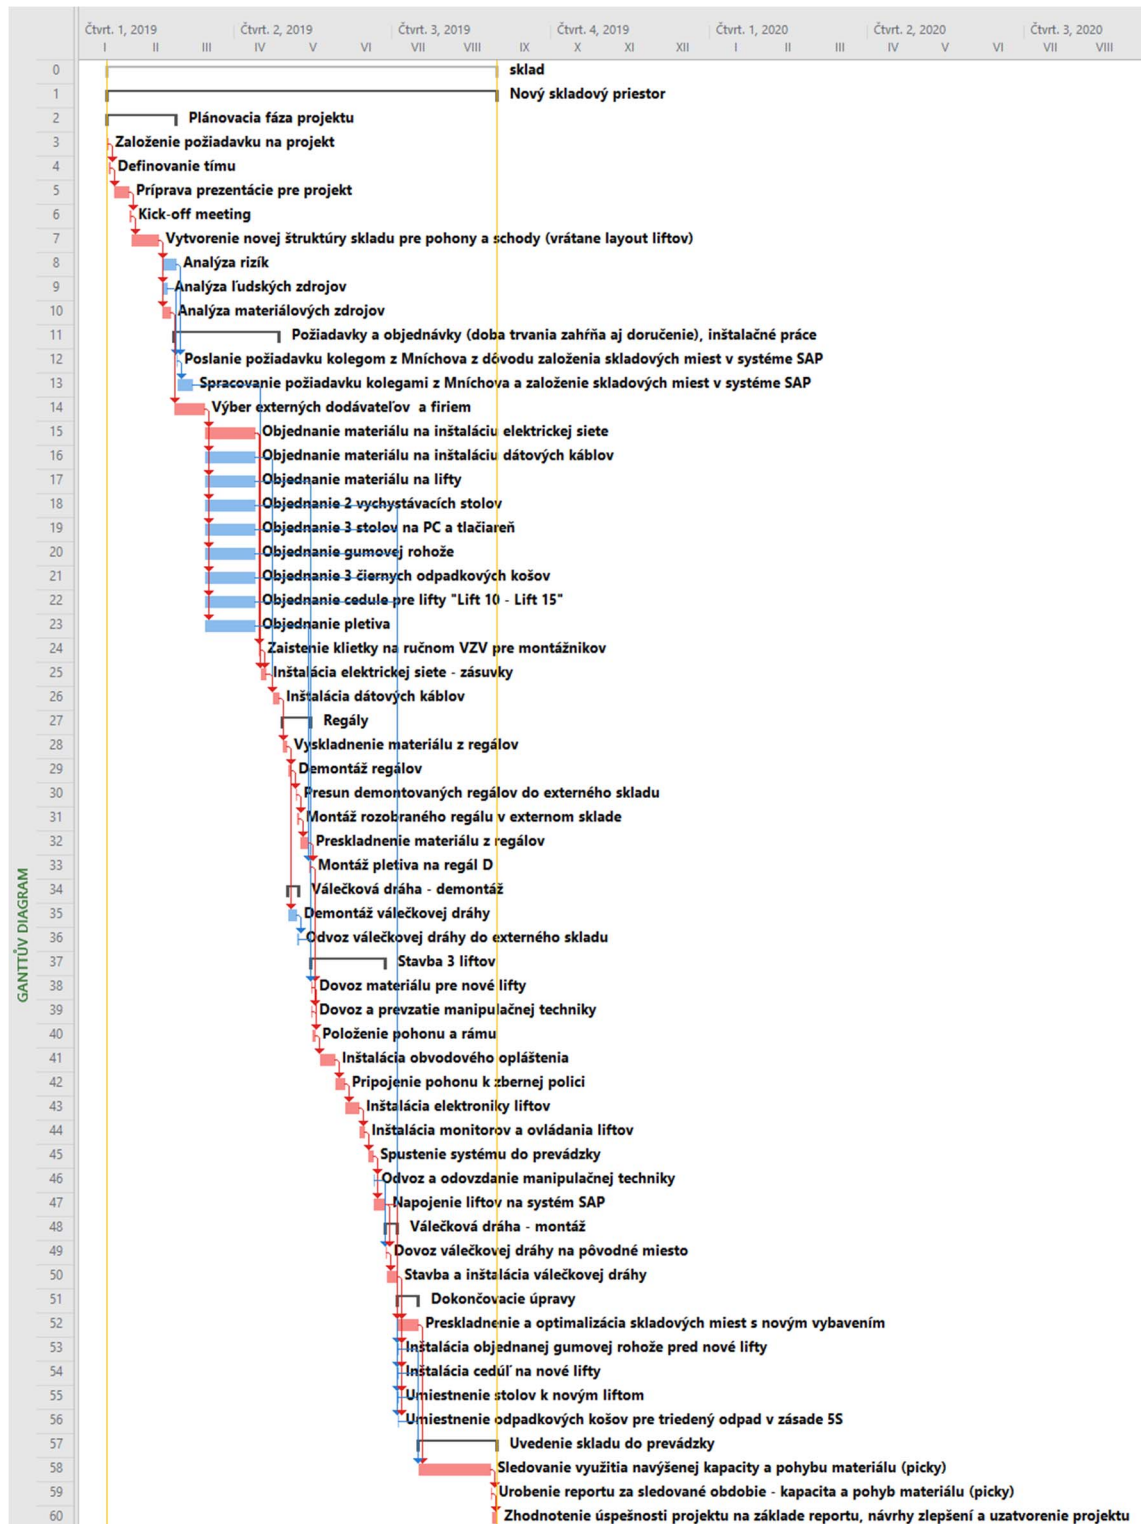 Čtvrt. 1, 2019 Čtvrt. 2, 2019 Čtvrt. 3, 2019 Čtvrt. 4, 2019 Čtvrt. 1, 2020 Čtvrt. 2, 2020 Čtvrt. 3, 2020
I II III IV V VI VII VIII IX X XI XII I II III IV V VI VII VIII
0 sklad
1 Nový skladový priestor
2 Plánovacia fáza projektu
3 Založenie požiadavku na projekt
4 Definovanie tímu
5 Príprava prezentácie pre projekt
6 Kick-off meeting
7 Vytvorenie novej štruktúry skladu pre pohony a schody (vrátane layout liftov)
8 Analýza rizík
9 Analýza ľudských zdrojov
10 Analýza materiálových zdrojov
11 Požiadavky a objednávky (doba trvania zahŕňa aj doručenie), inštalačné práce
12 Poslanie požiadavku kolegom z Mníchova z dôvodu založenia skladových miest v systéme SAP
13 Spracovanie požiadavku kolegami z Mníchova a založenie skladových miest v systéme SAP
14 Výber externých dodávateľov a firiem
15 Objednanie materiálu na inštaláciu elektrickej siete
16 Objednanie materiálu na inštaláciu dátových káblov
17 Objednanie materiálu na lifty
18 Objednanie 2 vychystávacích stolov
19 Objednanie 3 stolov na PC a tlačiareň
20 Objednanie gumovej rohože
21 Objednanie 3 čiernych odpadkových košov
22 Objednanie cedule pre lifty "Lift 10 - Lift 15"
23 Objednanie pletiva
24 Zaistenie klietky na ručnom VZV pre montážnikov
25 Inštalácia elektrickej siete - zásuvky
26 Inštalácia dátových káblov
27 Regály
28 Vyskladnenie materiálu z regálov
29 Demontáž regálov
30 Presun demontovaných regálov do externého skladu
31 Montáž rozobraného regálu v externom sklade
32 Preskladnenie materiálu z regálov
33 Montáž pletiva na regál D
34 Válečková dráha - demontáž
35 Demontáž válečkovej dráhy
36 Odvoz válečkovej dráhy do externého skladu
37 Stavba 3 liftov
38 Dovoz materiálu pre nové lifty
39 Dovoz a prevzatie manipulačnej techniky
40 Položenie pohonu a rámu
41 Inštalácia obvodového opláštenia
42 Pripojenie pohonu k zbernej polici
43 Inštalácia elektroniky liftov
44 Inštalácia monitorov a ovládania liftov
45 Spustenie systému do prevádzky
46 Odvoz a odovzdanie manipulačnej techniky
47 Napojenie liftov na systém SAP
48 Válečková dráha - montáž
49 Dovoz válečkovej dráhy na pôvodné miesto
50 Stavba a inštalácia válečkovej dráhy
51 Dokončovacie úpravy
52 Preskladnenie a optimalizácia skladových miest s novým vybavením
53 Inštalácia objednanej gumovej rohože pred nové lifty
54 Inštalácia cedúľ na nové lifty
55 Umiestnenie stolov k novým liftom
56 Umiestnenie odpadkových košov pre triedený odpad v zásade 5S
57 Uvedenie skladu do prevádzky
58 Sledovanie využitia navýšenej kapacity a pohybu materiálu (picky)
59 Urobenie reportu za sledované obdobie - kapacita a pohyb materiálu (picky)
60 Zhodnotenie úspešnosti projektu na základe reportu, návrhy zlepšení a uzatvorenie projektu
GANTTŮV DIAGRAM